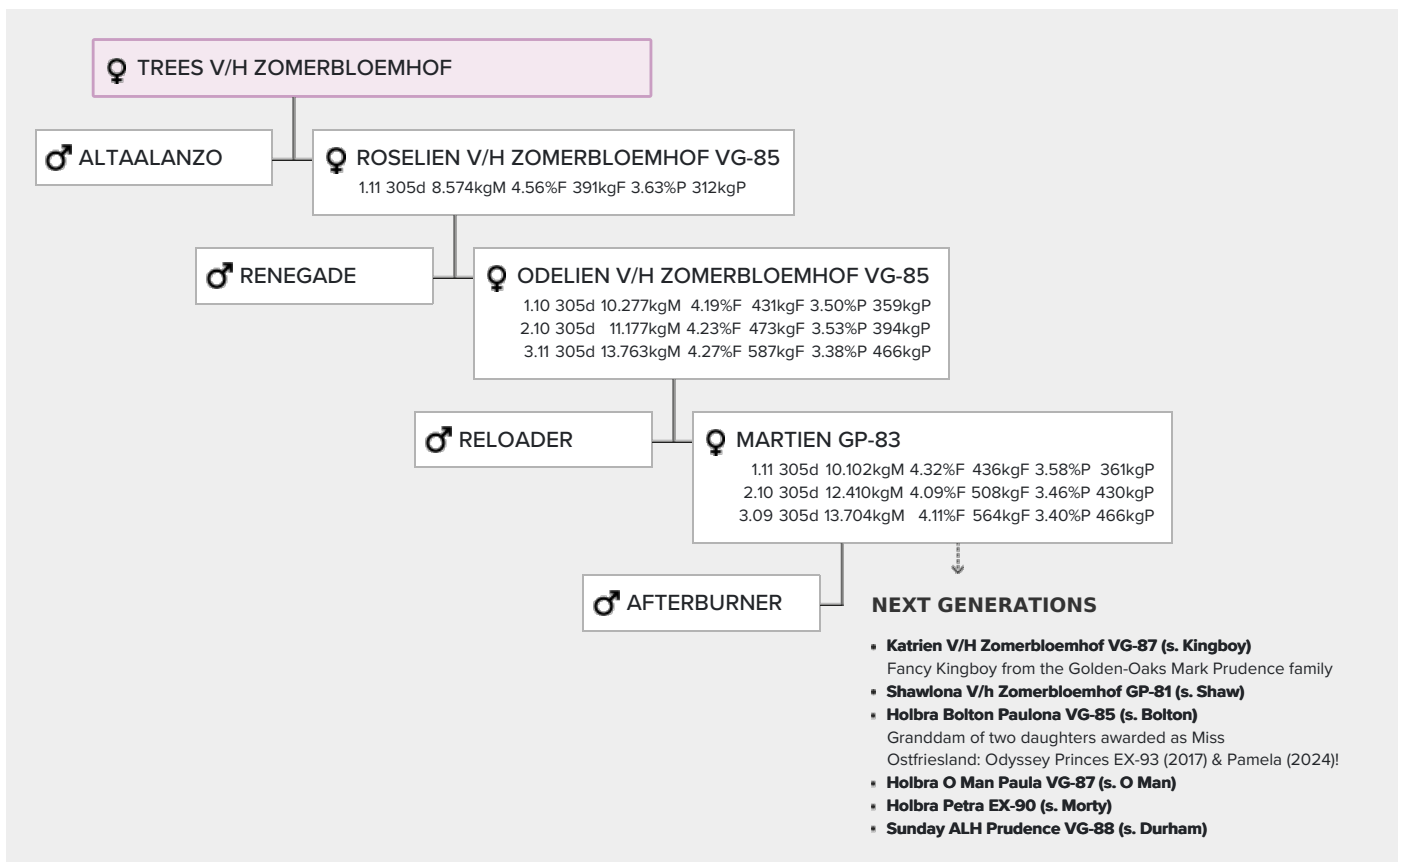 TREES V/H ZOMERBLOEMHOF
ALTAALANZO
ROSELIEN V/H ZOMERBLOEMHOF VG-85
1.11 305d 8.574kgM 4.56%F 391kgF 3.63%P 312kgP
RENEGADE
ODELIEN V/H ZOMERBLOEMHOF VG-85
1.10 305d 10.277kgM 4.19%F 431kgF 3.50%P 359kgP
2.10 305d 11.177kgM 4.23%F 473kgF 3.53%P 394kgP
3.11 305d 13.763kgM 4.27%F 587kgF 3.38%P 466kgP
RELOADER
MARTIEN GP-83
1.11 305d 10.102kgM 4.32%F 436kgF 3.58%P 361kgP
2.10 305d 12.410kgM 4.09%F 508kgF 3.46%P 430kgP
3.09 305d 13.704kgM 4.11%F 564kgF 3.40%P 466kgP
AFTERBURNER
NEXT GENERATIONS
• Katrien V/H Zomerbloemhof VG-87 (s. Kingboy)
Fancy Kingboy from the Golden-Oaks Mark Prudence family
• Shawlona V/h Zomerbloemhof GP-81 (s. Shaw)
• Holbra Bolton Paulona VG-85 (s. Bolton)
Granddam of two daughters awarded as Miss
Ostfriesland: Odyssey Princes EX-93 (2017) & Pamela (2024)!
• Holbra O Man Paula VG-87 (s. O Man)
• Holbra Petra EX-90 (s. Morty)
• Sunday ALH Prudence VG-88 (s. Durham)